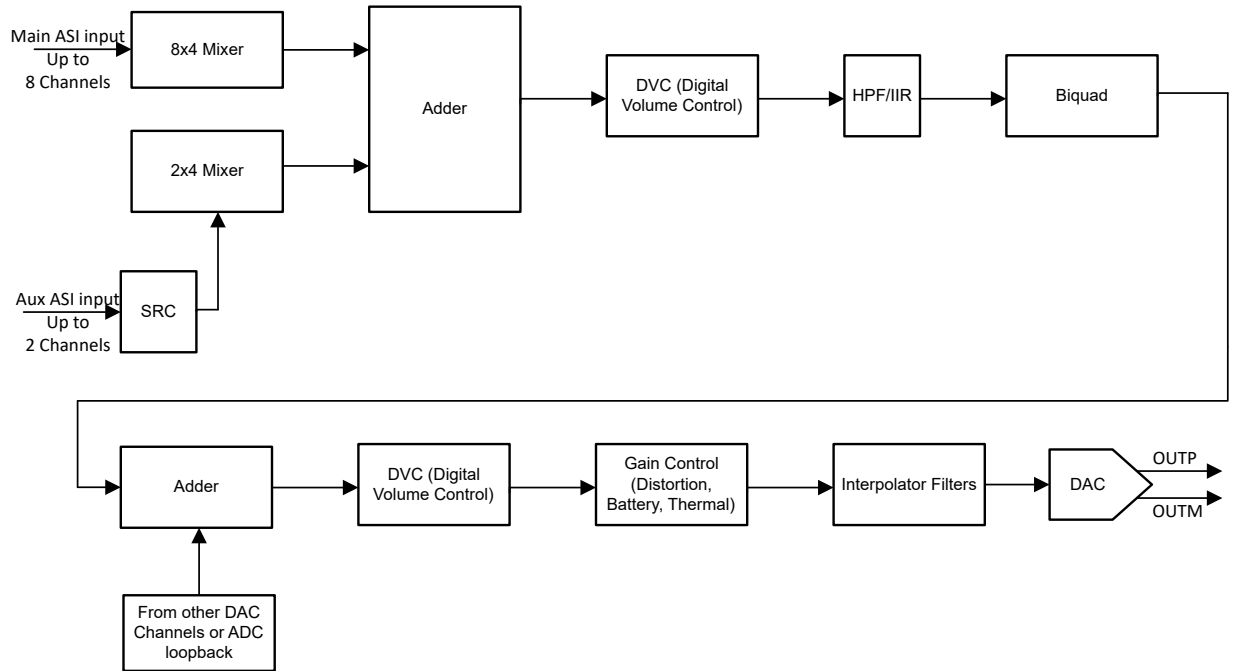 Main ASI input
Up to
8 Channels
8x4 Mixer
Adder
DVC (Digital
Volume Control)
HPF/IIR
Biquad
2x4 Mixer
Aux ASI input
Up to
2 Channels
SRC
Adder
DVC (Digital
Volume Control)
Gain Control
(Distortion,
Battery, Thermal)
Interpolator Filters
DAC
OUTP
OUTM
From other DAC
Channels or ADC
loopback